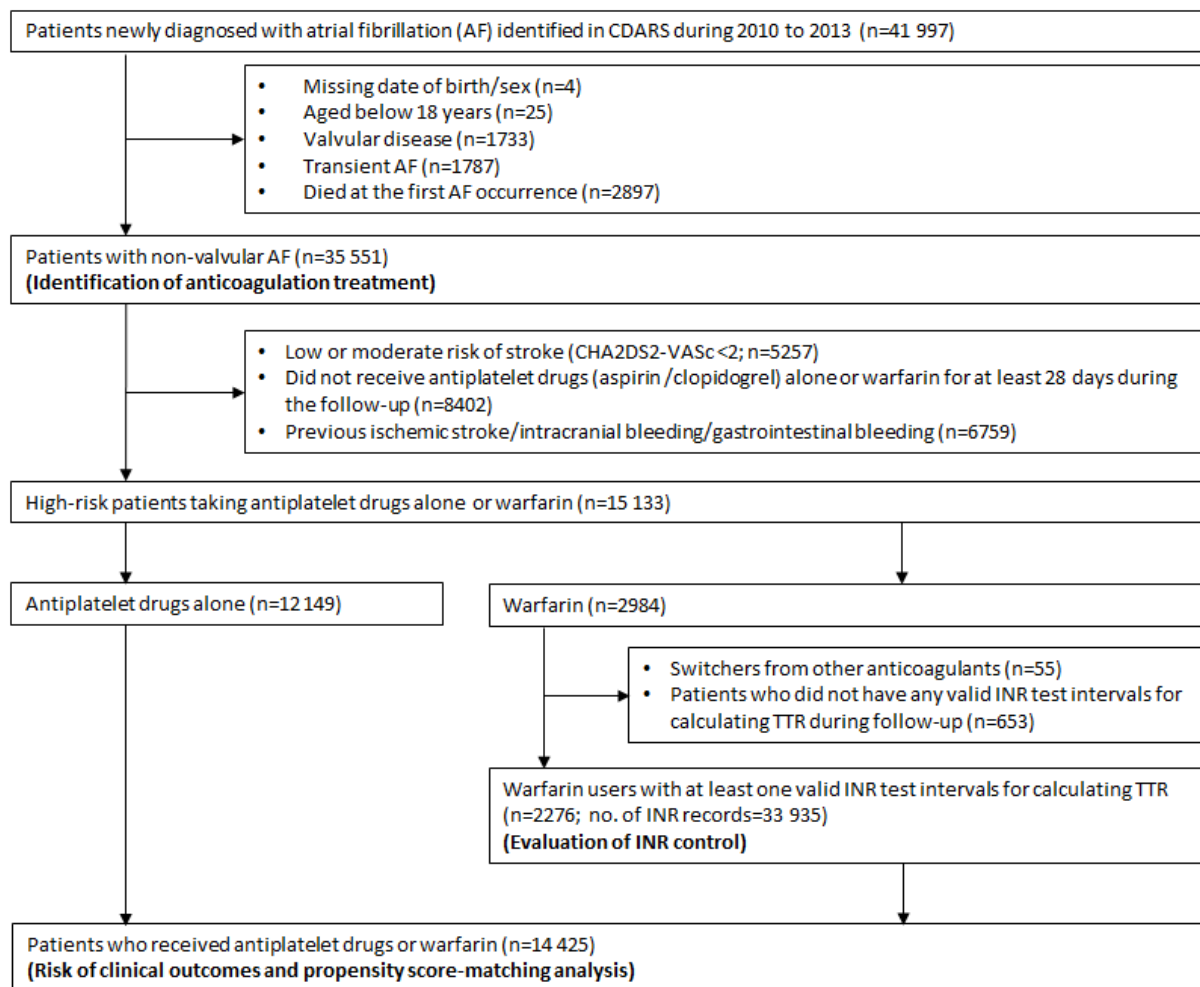 Patients newly diagnosed with atrial fibrillation (AF) identified in CDARS during 2010 to 2013 (n=41 997)
• Missing date of birth/sex (n=4)
• Aged below 18 years (n=25)
• Valvular disease (n=1733)
• Transient AF (n=1787)
• Died at the first AF occurrence (n=2897)
Patients with non-valvular AF (n=35 551)
(Identification of anticoagulation treatment)
• Low or moderate risk of stroke (CHA2DS2-VASc <2; n=5257)
• Did not receive antiplatelet drugs (aspirin /clopidogrel) alone or warfarin for at least 28 days during
the follow-up (n=8402)
• Previous ischemic stroke/intracranial bleeding/gastrointestinal bleeding (n=6759)
High-risk patients taking antiplatelet drugs alone or warfarin (n=15 133)
Antiplatelet drugs alone (n=12 149)
Warfarin (n=2984)
• Switchers from other anticoagulants (n=55)
• Patients who did not have any valid INR test intervals for
calculating TTR during follow-up (n=653)
Warfarin users with at least one valid INR test intervals for calculating TTR
(n=2276; no. of INR records=33 935)
(Evaluation of INR control)
Patients who received antiplatelet drugs or warfarin (n=14 425)
(Risk of clinical outcomes and propensity score-matching analysis)